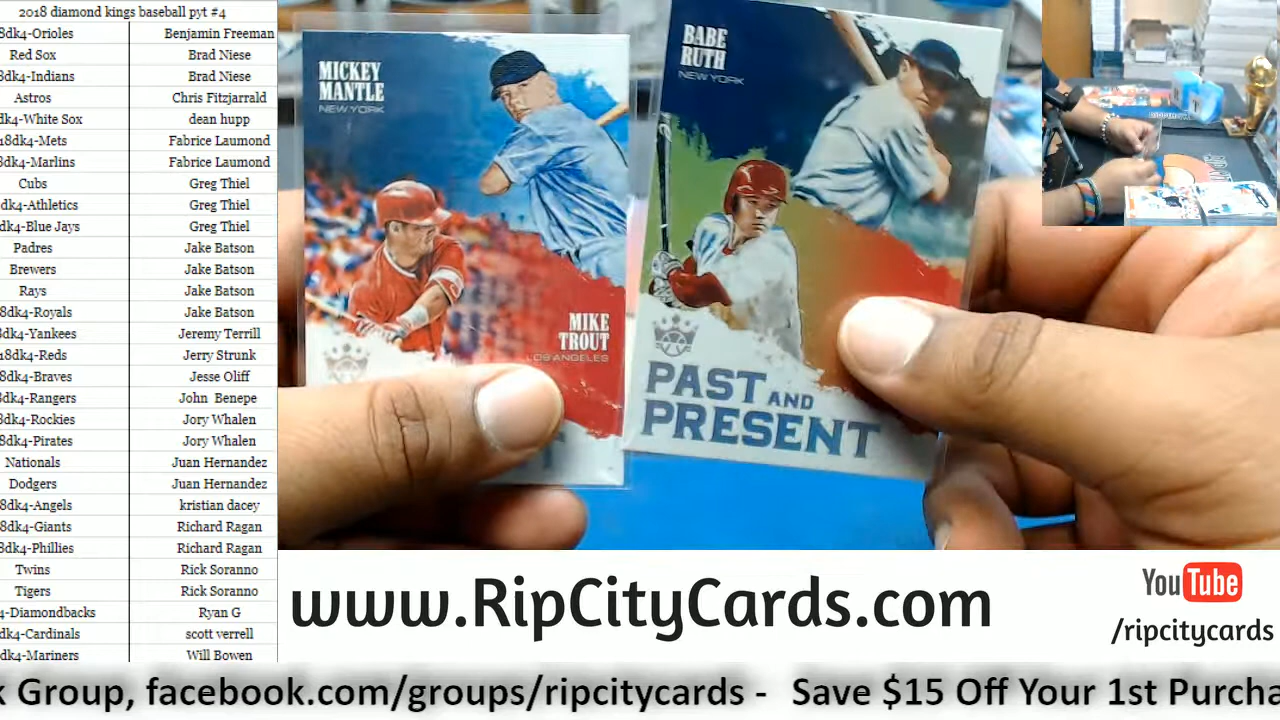 2018 diamond kings baseball pyt #4
8dk4-Orioles Benjamin Freeman
Red Sox Brad Niese
8dk4-Indians Brad Niese
Astros Chris Fitzjarrald
dk4-White Sox dean hupp
18dk4-Mets Fabrice Laumond
8dk4-Marlins Fabrice Laumond
Cubs Greg Thiel
dk4-Athletics Greg Thiel
dk4-Blue Jays Greg Thiel
Padres Jake Batson
Brewers Jake Batson
Rays Jake Batson
8dk4-Royals Jake Batson
8dk4-Yankees Jeremy Terrill
18dk4-Reds Jerry Strunk
8dk4-Braves Jesse Oliff
8dk4-Rangers John Benepe
8dk4-Rockies Jory Whalen
8dk4-Pirates Jory Whalen
Nationals Juan Hernandez
Dodgers Juan Hernandez
8dk4-Angels kristian dacey
8dk4-Giants Richard Ragan
8dk4-Phillies Richard Ragan
Twins Rick Soranno
Tigers Rick Soranno
4-Diamondbacks Ryan G
dk4-Cardinals scott verrell
dk4-Mariners Will Bowen
MICKEY
MANTLE
NEW YORK
MIKE
TROUT
LOS ANGELES
BABE
RUTH
NEW YORK
PAST AND
PRESENT
www.RipCityCards.com
YouTube
/ripcitycards
k Group, facebook.com/groups/ripcitycards - Save $15 Off Your 1st Purcha